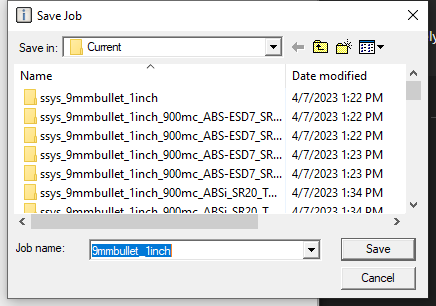 Save Job
Save in: Current
Name Date modified
ssys_9mmbullet_1inch 4/7/2023 1:22 PM
ssys_9mmbullet_1inch_900mc_ABS-ESD7_SR... 4/7/2023 1:22 PM
ssys_9mmbullet_1inch_900mc_ABS-ESD7_SR... 4/7/2023 1:22 PM
ssys_9mmbullet_1inch_900mc_ABS-ESD7_SR... 4/7/2023 1:23 PM
ssys_9mmbullet_1inch_900mc_ABS-ESD7_SR... 4/7/2023 1:23 PM
ssys_9mmbullet_1inch_900mc_ABSi_SR20_T... 4/7/2023 1:34 PM
ssys_9mmbullet_1inch_900mc_ABSi_SR20_T... 4/7/2023 1:34 PM
Job name: 9mmbullet_1inch
Save
Cancel